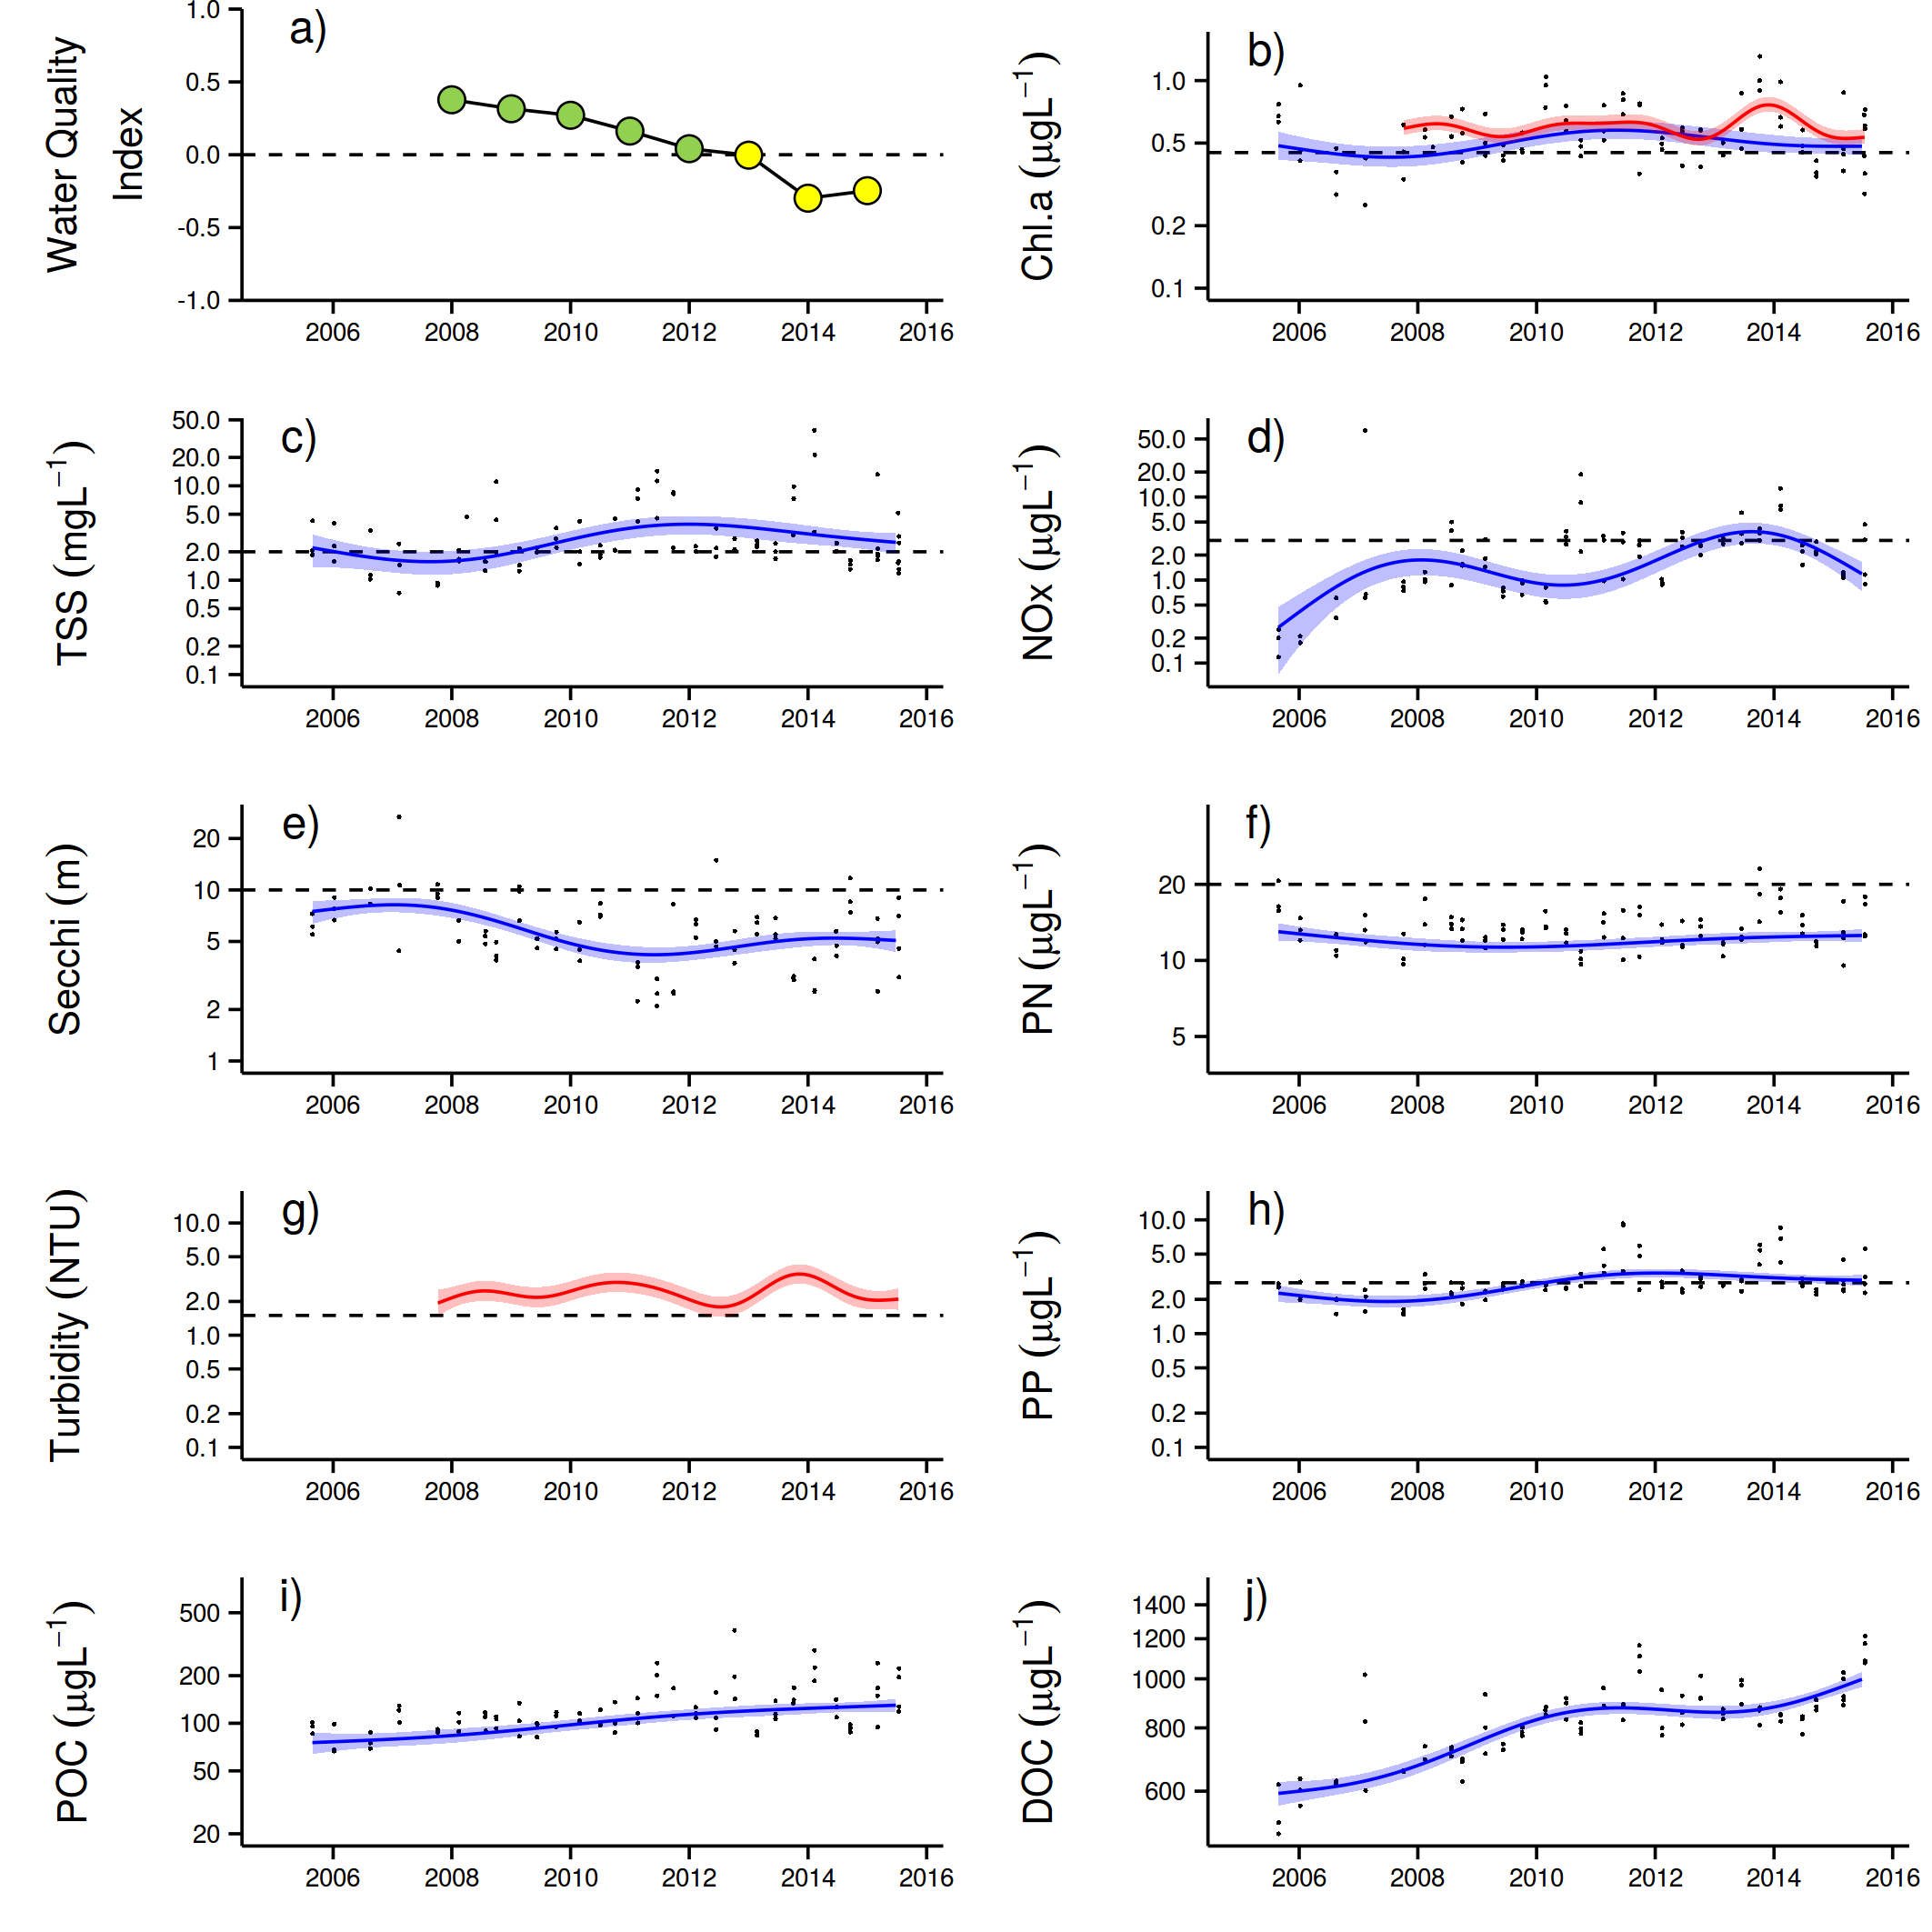 a)
Water Quality
Index
1.0
0.5
0.0
-0.5
-1.0
2006 2008 2010 2012 2014 2016
b)
Chl.a (μgL⁻¹)
1.0
0.5
0.2
0.1
2006 2008 2010 2012 2014 2016
c)
TSS (mgL⁻¹)
50.0
20.0
10.0
5.0
2.0
1.0
0.5
0.2
0.1
2006 2008 2010 2012 2014 2016
d)
NOx (μgL⁻¹)
50.0
20.0
10.0
5.0
2.0
1.0
0.5
0.2
0.1
2006 2008 2010 2012 2014 2016
e)
Secchi (m)
20
10
5
2
1
2006 2008 2010 2012 2014 2016
f)
PN (μgL⁻¹)
20
10
5
2006 2008 2010 2012 2014 2016
g)
Turbidity (NTU)
10.0
5.0
2.0
1.0
0.5
0.2
0.1
2006 2008 2010 2012 2014 2016
h)
PP (μgL⁻¹)
10.0
5.0
2.0
1.0
0.5
0.2
0.1
2006 2008 2010 2012 2014 2016
i)
POC (μgL⁻¹)
500
200
100
50
20
2006 2008 2010 2012 2014 2016
j)
DOC (μgL⁻¹)
1400
1200
1000
800
600
2006 2008 2010 2012 2014 2016